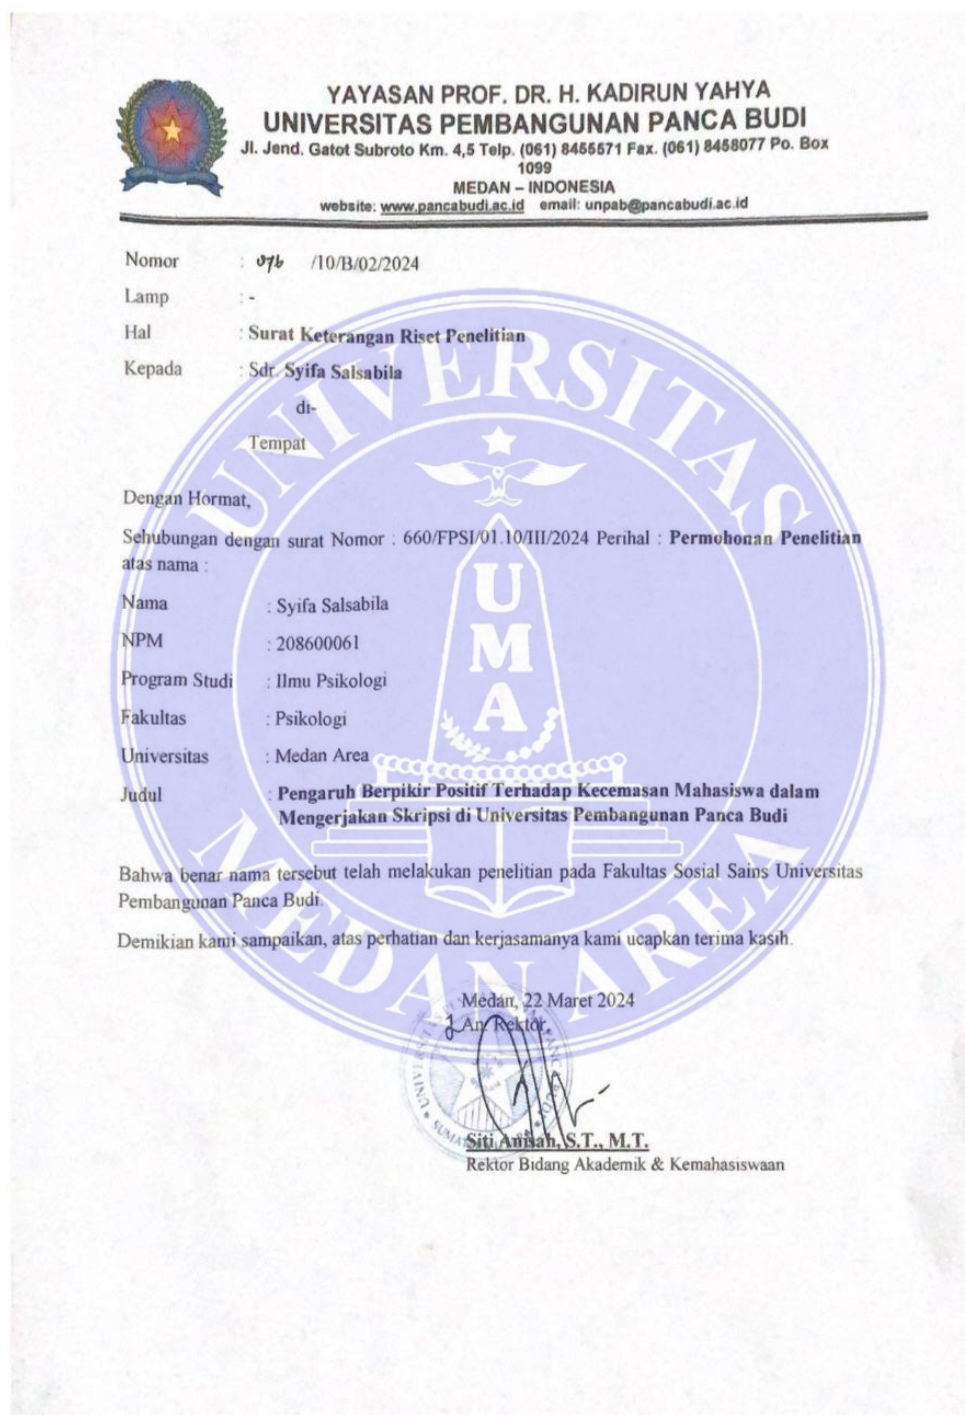 YAYASAN PROF. DR. H. KADIRUN YAHYA
UNIVERSITAS PEMBANGUNAN PANCA BUDI
Jl. Jend. Gatot Subroto Km. 4,5 Telp. (061) 8455571 Fax. (061) 8458077 Po. Box
1099
MEDAN – INDONESIA
website: www.pancabudi.ac.id email: unpab@pancabudi.ac.id
Nomor : 076 /10/B/02/2024
Lamp : -
Hal : Surat Keterangan Riset Penelitian
Kepada : Sdr. Syifa Salsabila
di-
Tempat
Dengan Hormat,
Sehubungan dengan surat Nomor : 660/FPSI/01.10/III/2024 Perihal : Permohonan Penelitian
atas nama :
Nama : Syifa Salsabila
NPM : 208600061
Program Studi : Ilmu Psikologi
Fakultas : Psikologi
Universitas : Medan Area
Judul : Pengaruh Berpikir Positif Terhadap Kecemasan Mahasiswa dalam
Mengerjakan Skripsi di Universitas Pembangunan Panca Budi
Bahwa benar nama tersebut telah melakukan penelitian pada Fakultas Sosial Sains Universitas
Pembangunan Panca Budi.
Demikian kami sampaikan, atas perhatian dan kerjasamanya kami ucapkan terima kasih.
Medan, 22 Maret 2024
An. Rektor
Siti Anisah, S.T., M.T.
Rektor Bidang Akademik & Kemahasiswaan
UNIVERSITAS
MEDAN AREA
UMA